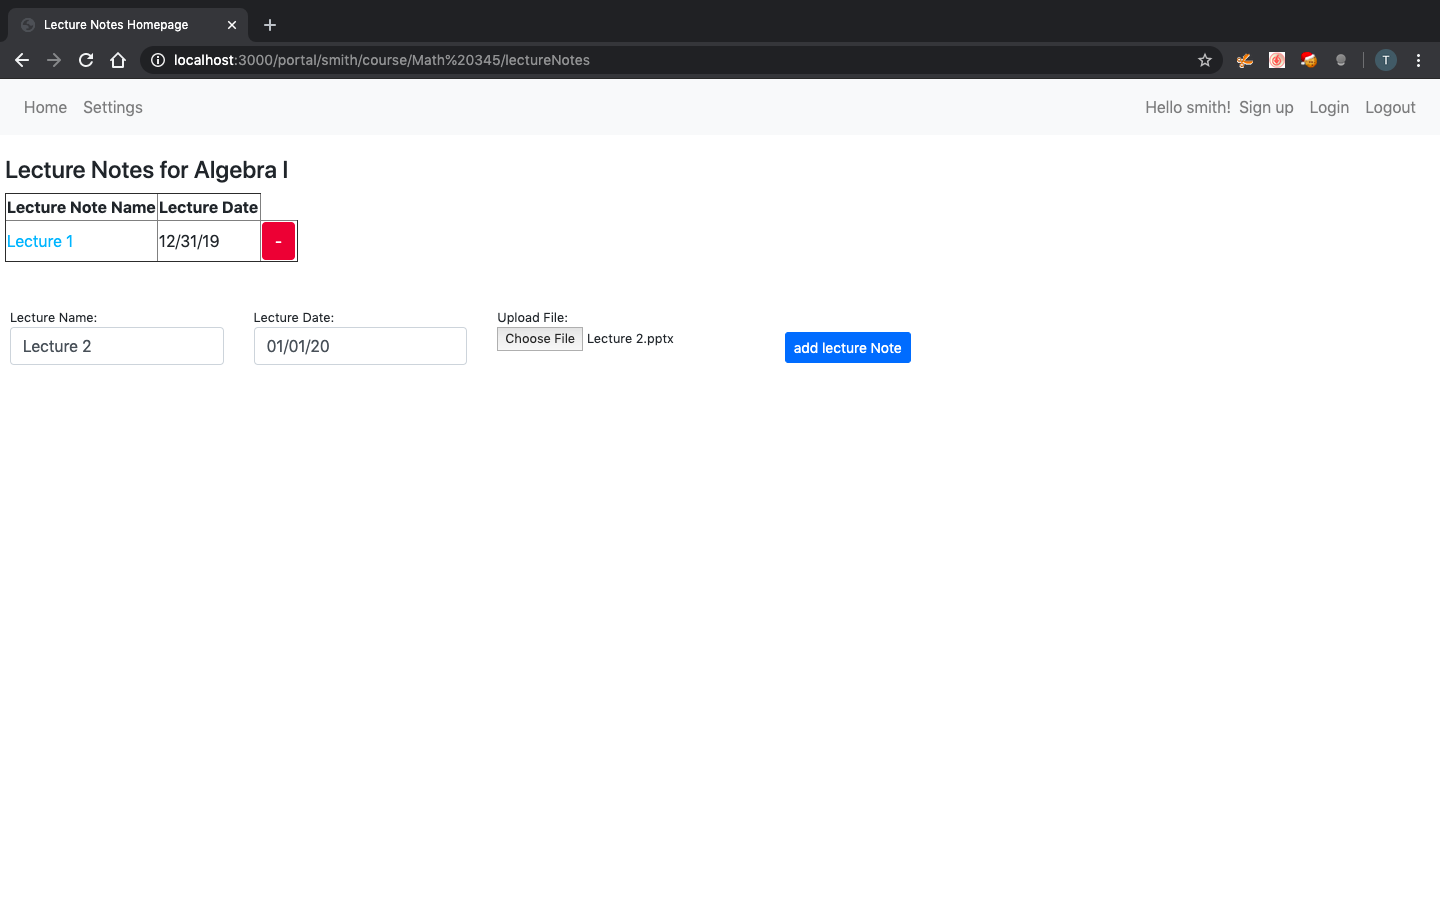 Lecture Notes Homepage
localhost:3000/portal/smith/course/Math%20345/lectureNotes
T
Home Settings Hello smith! Sign up Login Logout
Lecture Notes for Algebra I
Lecture Note Name Lecture Date
Lecture 1 12/31/19 -
Lecture Name: Lecture Date: Upload File:
Lecture 2 01/01/20 Choose File Lecture 2.pptx add lecture Note